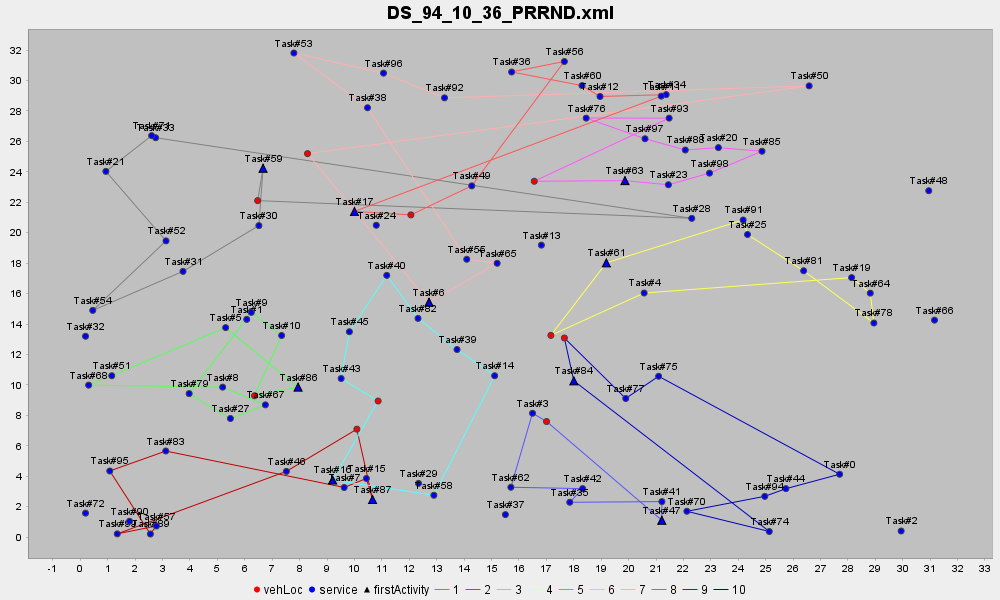 DS_94_10_36_PRRND.xml
32
30
28
26
24
22
20
18
16
14
12
10
8
6
4
2
0
Task#53
Task#96
Task#92
Task#38
Task#36
Task#56
Task#60
Task#12
Task#34
Task#50
Task#76
Task#93
Task#97
Task#20
Task#85
Task#98
Task#23
Task#63
Task#48
Task#33
Task#21
Task#59
Task#49
Task#17
Task#24
Task#30
Task#52
Task#31
Task#54
Task#32
Task#28
Task#91
Task#25
Task#13
Task#55
Task#65
Task#61
Task#40
Task#6
Task#82
Task#4
Task#81
Task#19
Task#64
Task#78
Task#66
Task#9
Task#5
Task#10
Task#45
Task#39
Task#14
Task#43
Task#51
Task#68
Task#79
Task#8
Task#86
Task#67
Task#27
Task#84
Task#75
Task#77
Task#3
Task#83
Task#95
Task#46
Task#16
Task#7
Task#15
Task#87
Task#29
Task#58
Task#62
Task#42
Task#35
Task#37
Task#41
Task#47
Task#70
Task#94
Task#44
Task#0
Task#74
Task#2
Task#72
Task#90
Task#57
-1 0 1 2 3 4 5 6 7 8 9 10 11 12 13 14 15 16 17 18 19 20 21 22 23 24 25 26 27 28 29 30 31 32 33
vehLoc service firstActivity 1 2 3 4 5 6 7 8 9 10